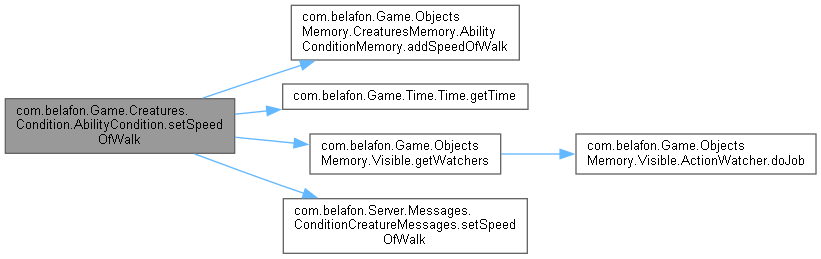 com.belafon.Game.Objects
Memory.CreaturesMemory.Ability
ConditionMemory.addSpeedOfWalk
com.belafon.Game.Creatures.
Condition.AbilityCondition.setSpeed
OfWalk
com.belafon.Game.Time.Time.getTime
com.belafon.Game.Objects
Memory.Visible.getWatchers
com.belafon.Game.Objects
Memory.Visible.ActionWatcher.doJob
com.belafon.Server.Messages.
ConditionCreatureMessages.setSpeed
OfWalk